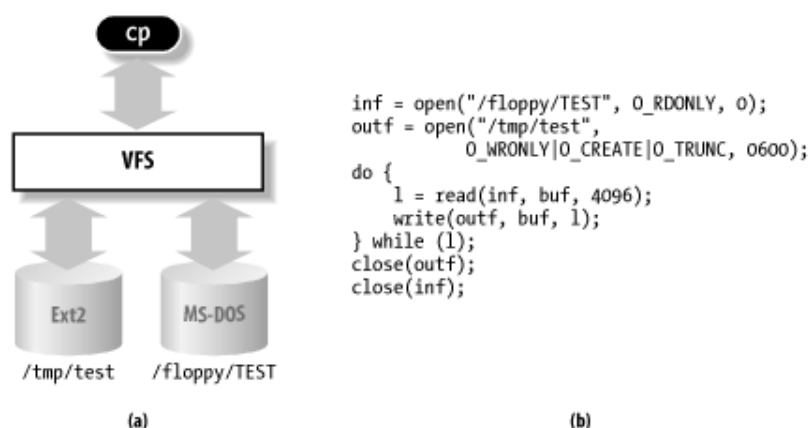 cp
VFS
Ext2
MS-DOS
/tmp/test
/floppy/TEST
(a)
inf = open("/floppy/TEST", O_RDONLY, 0);
outf = open("/tmp/test",
O_WRONLY|O_CREATE|O_TRUNC, 0600);
do {
l = read(inf, buf, 4096);
write(outf, buf, l);
} while (l);
close(outf);
close(inf);
(b)